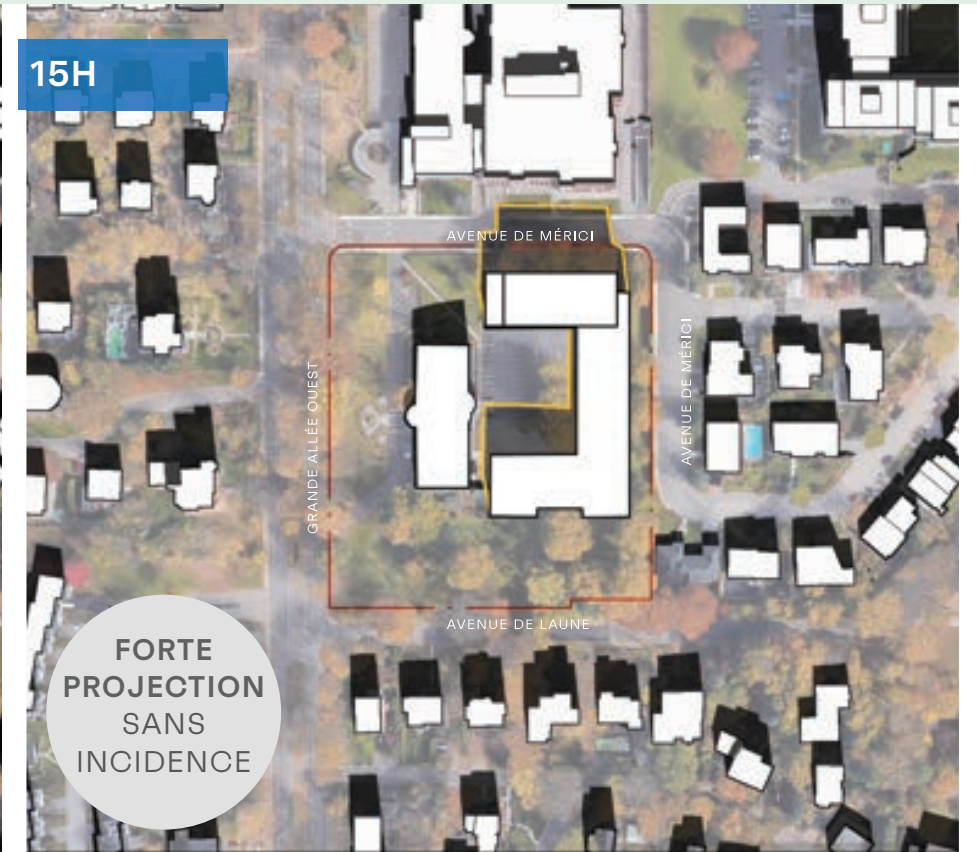 15H
AVENUE DE MÉRICI
GRANDE ALLÉE OUEST
AVENUE DE MÉRICI
AVENUE DE LAUNE
FORTE
PROJECTION
SANS
INCIDENCE